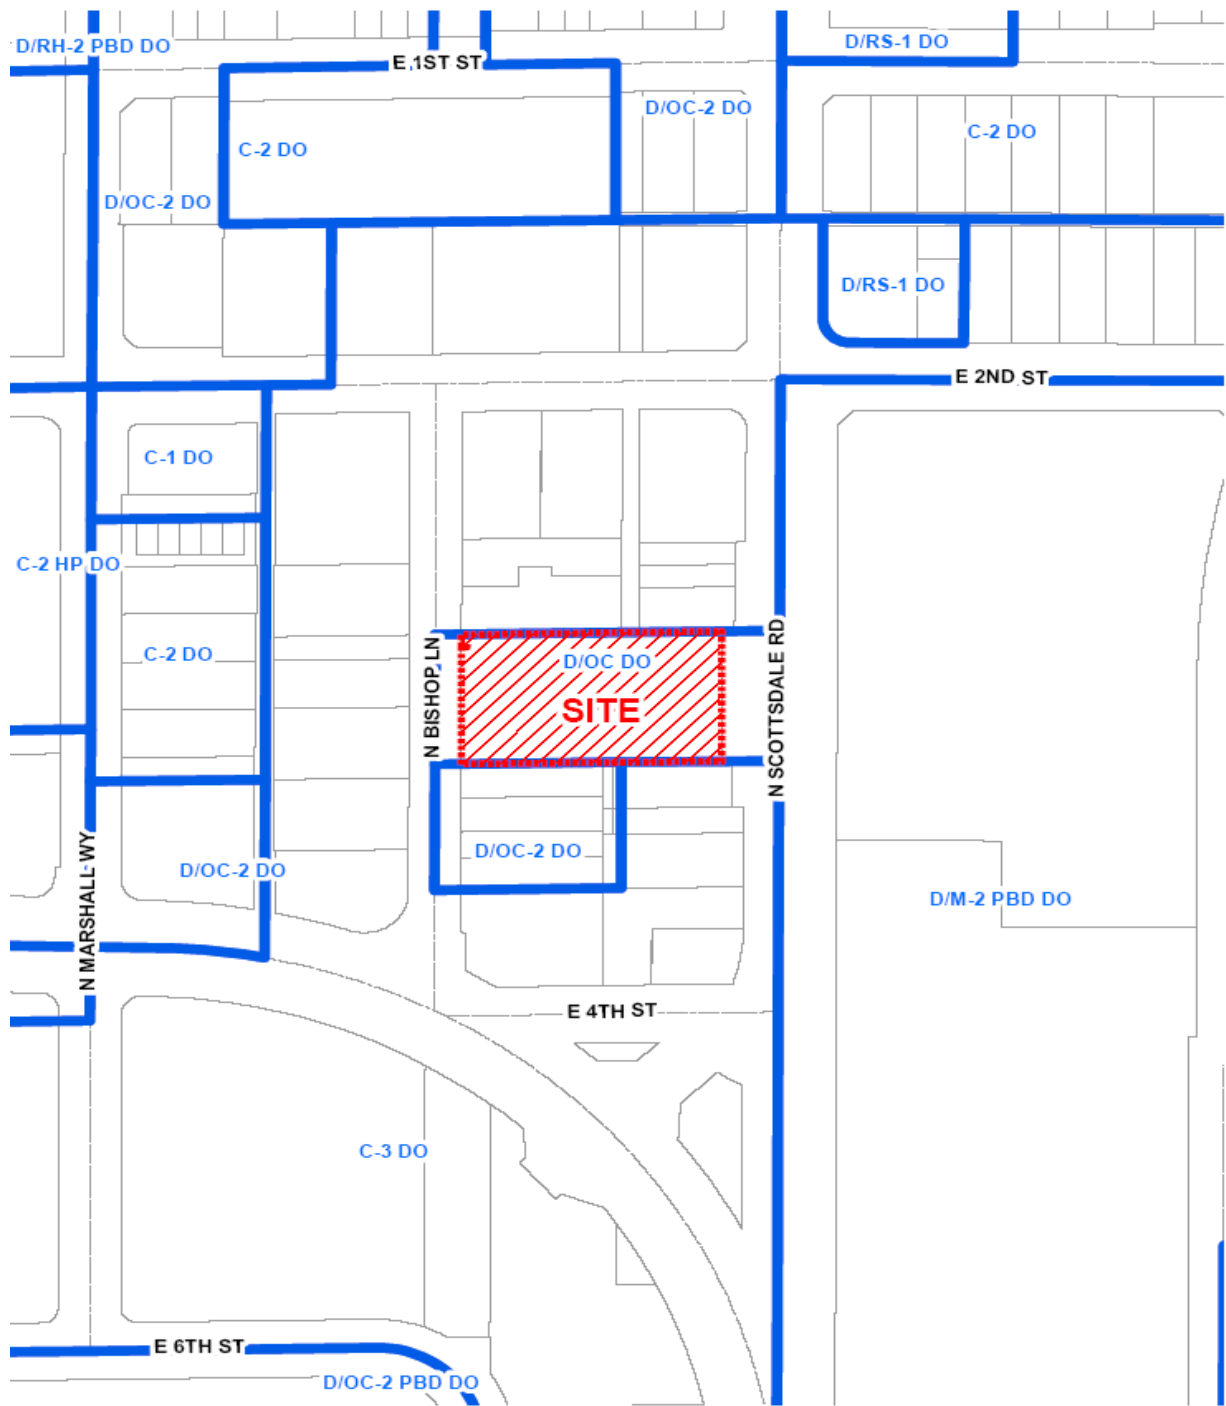 D/RH-2 PBD DO
D/RS-1 DO
E 1ST ST
D/OC-2 DO
C-2 DO
C-2 DO
D/OC-2 DO
D/RS-1 DO
E 2ND ST
C-1 DO
C-2 HP DO
C-2 DO
D/OC DO
SITE
N BISHOP LN
N SCOTTSDALE RD
D/OC-2 DO
D/OC-2 DO
N MARSHALL WY
D/M-2 PBD DO
E 4TH ST
C-3 DO
E 6TH ST
D/OC-2 PBD DO